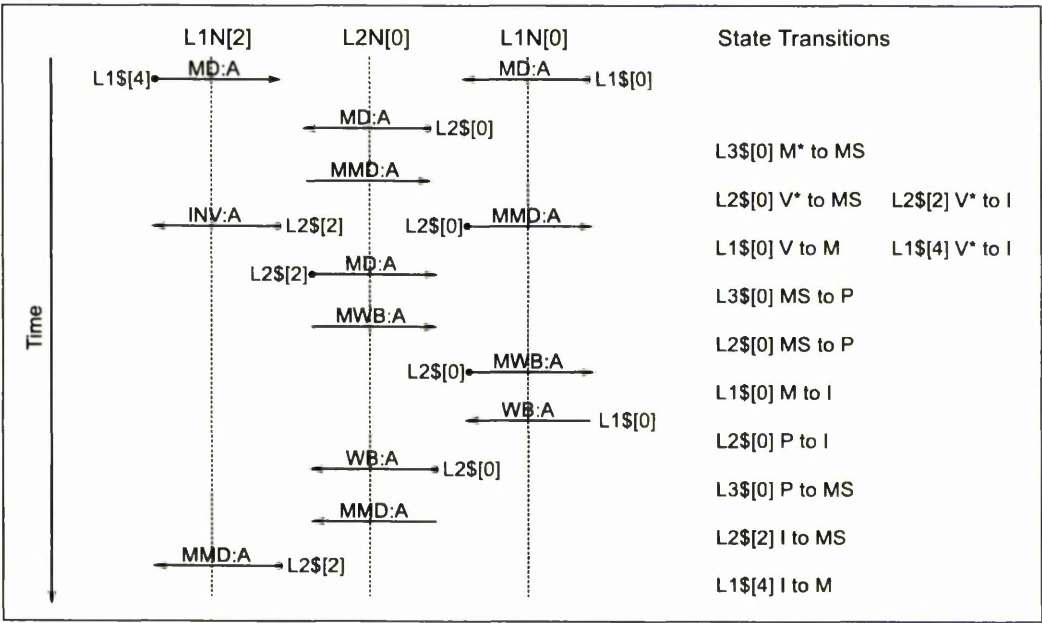 L1N[2] L2N[0] L1N[0] State Transitions
L1$[4] MD:A MD:A L1$[0]
MD:A L2$[0]
L3$[0] M* to MS
MMD:A
L2$[0] V* to MS L2$[2] V* to I
INV:A L2$[2] L2$[0] MMD:A
L1$[0] V to M L1$[4] V* to I
L2$[2] MD:A
L3$[0] MS to P
MWB:A
L2$[0] MS to P
L2$[0] MWB:A
L1$[0] M to I
WB:A L1$[0]
L2$[0] P to I
WB:A L2$[0]
L3$[0] P to MS
MMD:A
L2$[2] I to MS
MMD:A L2$[2]
L1$[4] I to M
Time